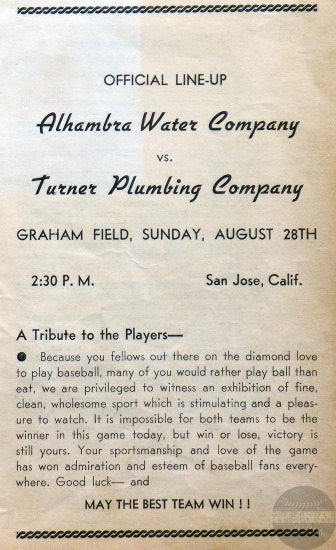 OFFICIAL LINE-UP
Alhambra Water Company
vs.
Turner Plumbing Company
GRAHAM FIELD, SUNDAY, AUGUST 28TH
2:30 P. M. San Jose, Calif.
A Tribute to the Players—
● Because you fellows out there on the diamond love
to play baseball, many of you would rather play ball than
eat, we are privileged to witness an exhibition of fine,
clean, wholesome sport which is stimulating and a pleas-
ure to watch. It is impossible for both teams to be the
winner in this game today, but win or lose, victory is
still yours. Your sportsmanship and love of the game
has won admiration and esteem of baseball fans every-
where. Good luck— and
MAY THE BEST TEAM WIN ! !